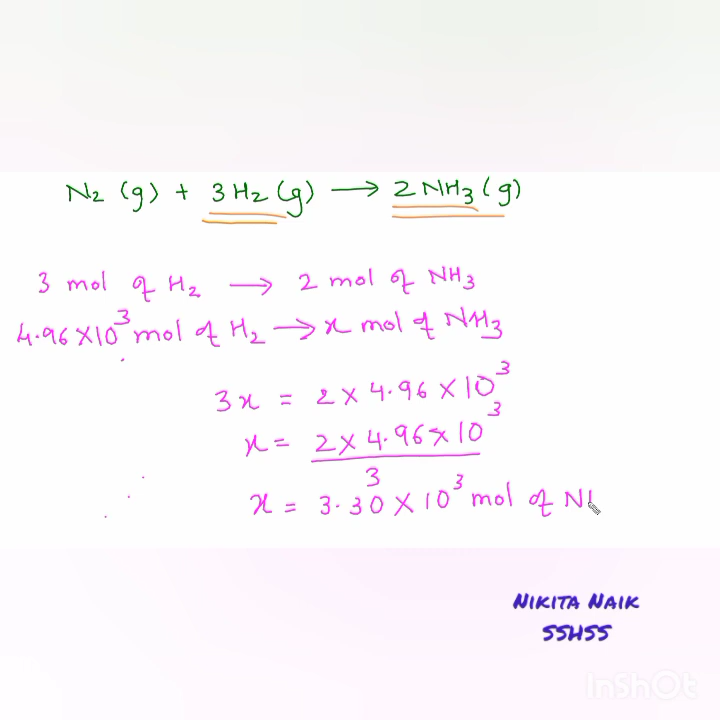 N2 (g) + 3H2 (g) → 2NH3 (g)
3 mol of H2 → 2 mol of NH3
4.96×10³ mol of H2 → x mol of NH3
3x = 2 × 4.96 × 10³
x = 2 × 4.96 × 10³
3
x = 3.30 × 10³ mol of NH
NIKITA NAIK
SSHSS
InShOt